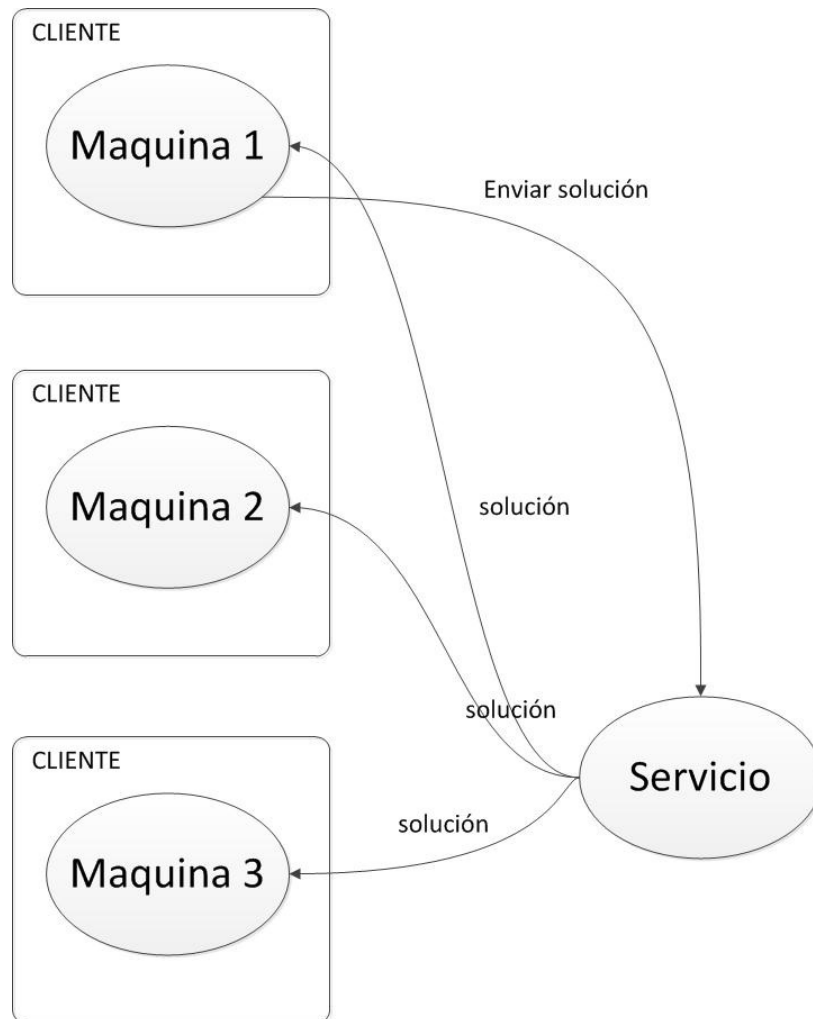 CLIENTE
Maquina 1
Enviar solución
CLIENTE
Maquina 2
solución
solución
CLIENTE
Maquina 3
solución
Servicio